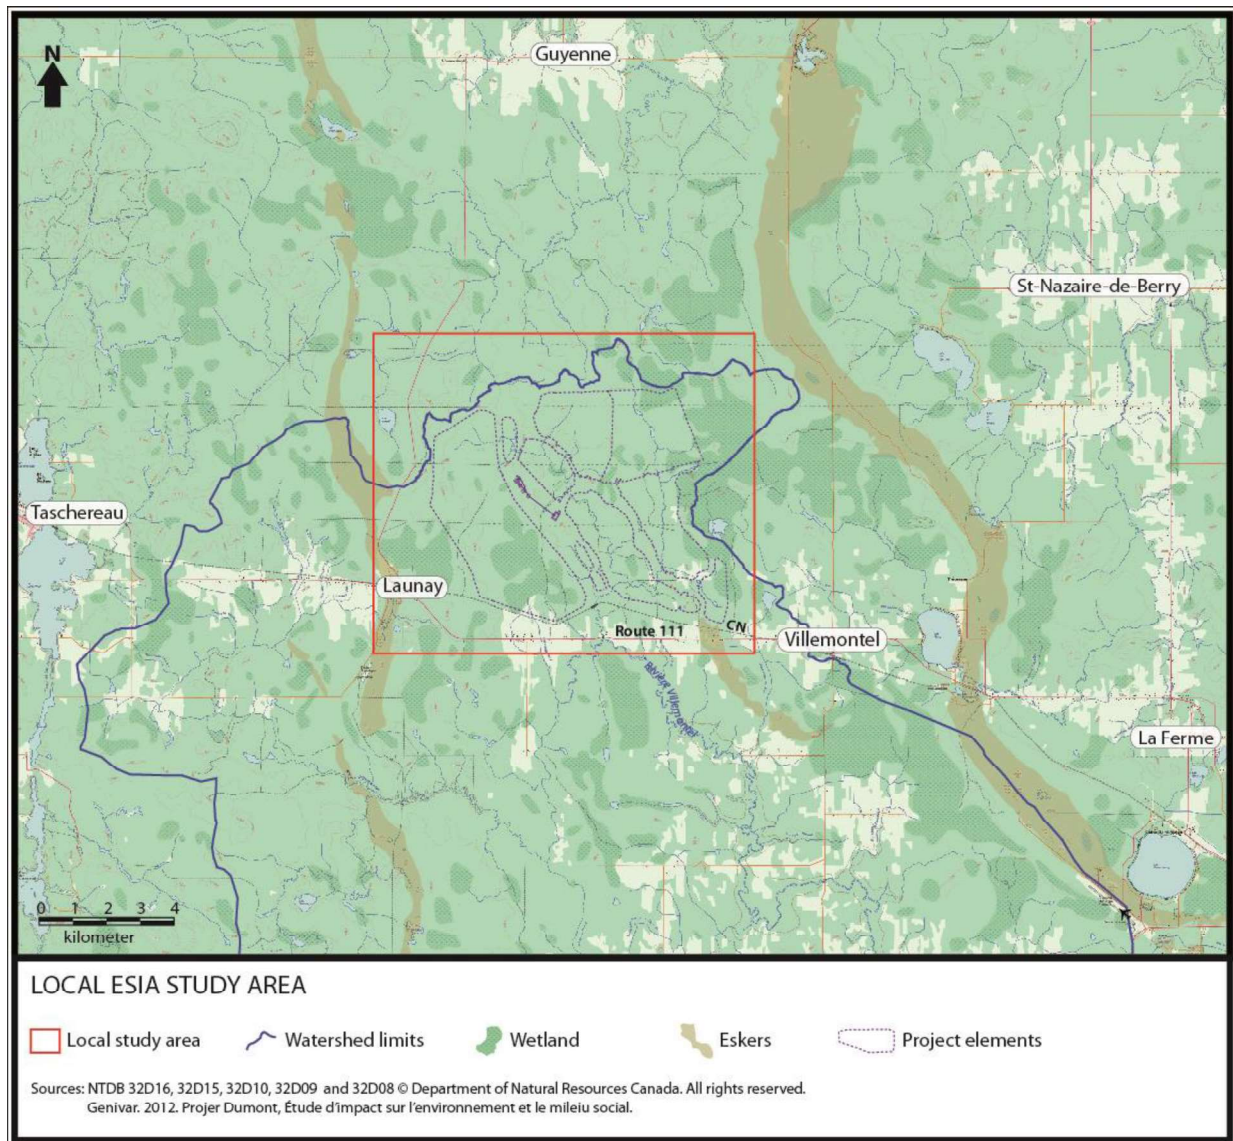 N
Guyenne
St-Nazaire-de-Berry
Taschereau
Launay
Route 111
CN
Villemontel
Rivière Villemontel
La Ferme
0 1 2 3 4
kilometer
LOCAL ESIA STUDY AREA
Local study area
Watershed limits
Wetland
Eskers
Project elements
Sources: NTDB 32D16, 32D15, 32D10, 32D09 and 32D08 © Department of Natural Resources Canada. All rights reserved.
Genivar. 2012. Projer Dumont, Étude d'impact sur l'environnement et le mileiu social.